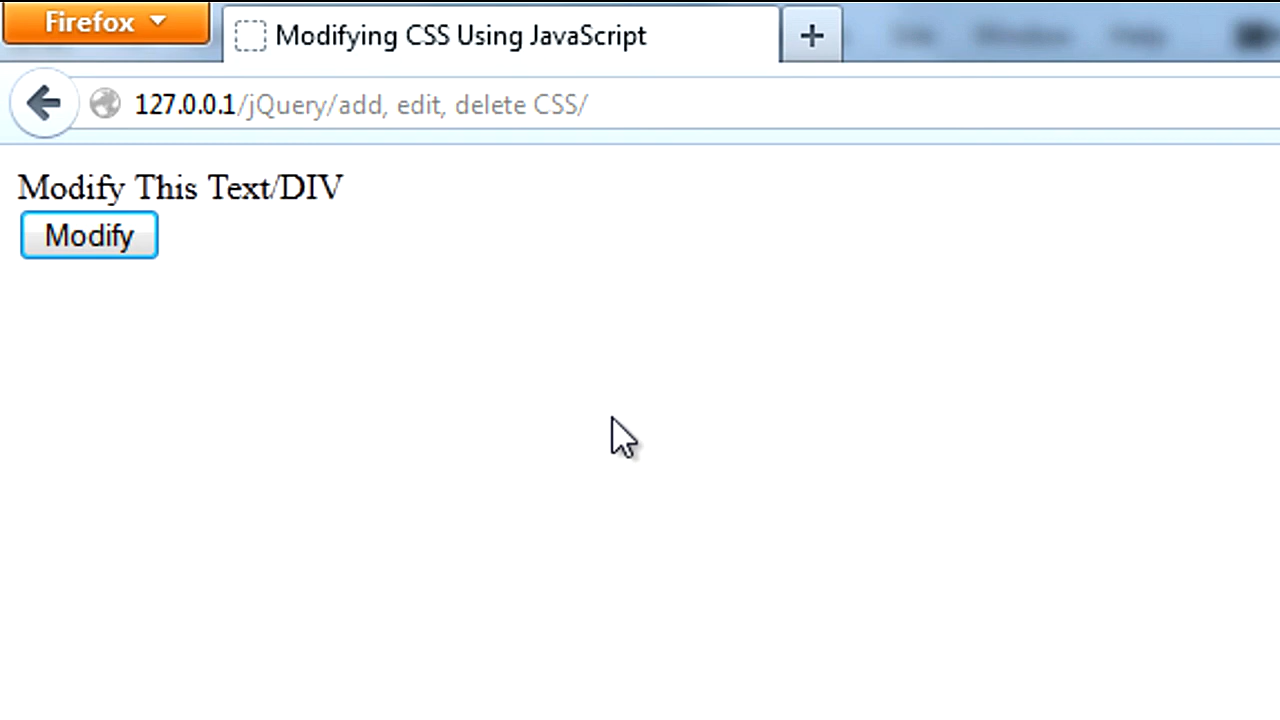 Firefox
Modifying CSS Using JavaScript
127.0.0.1/jQuery/add, edit, delete CSS/
Modify This Text/DIV
Modify